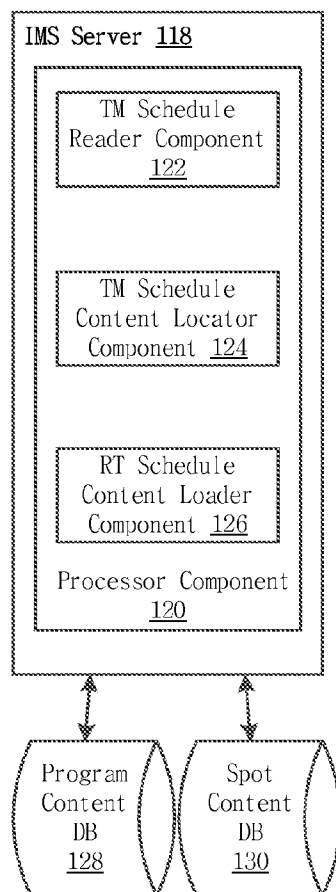 IMS Server 118
TM Schedule
Reader Component
122
TM Schedule
Content Locator
Component 124
RT Schedule
Content Loader
Component 126
Processor Component
120
Program
Content
DB
128
Spot
Content
DB
130